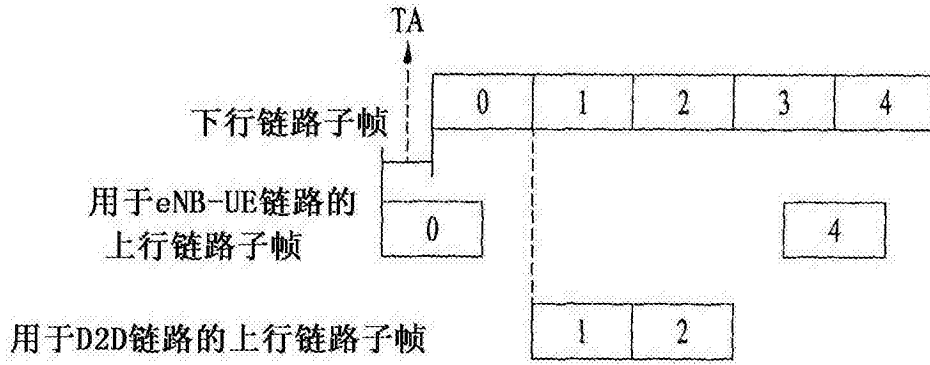 TA
下行链路子帧
0 1 2 3 4
用于eNB-UE链路的
上行链路子帧
0 4
用于D2D链路的上行链路子帧
1 2